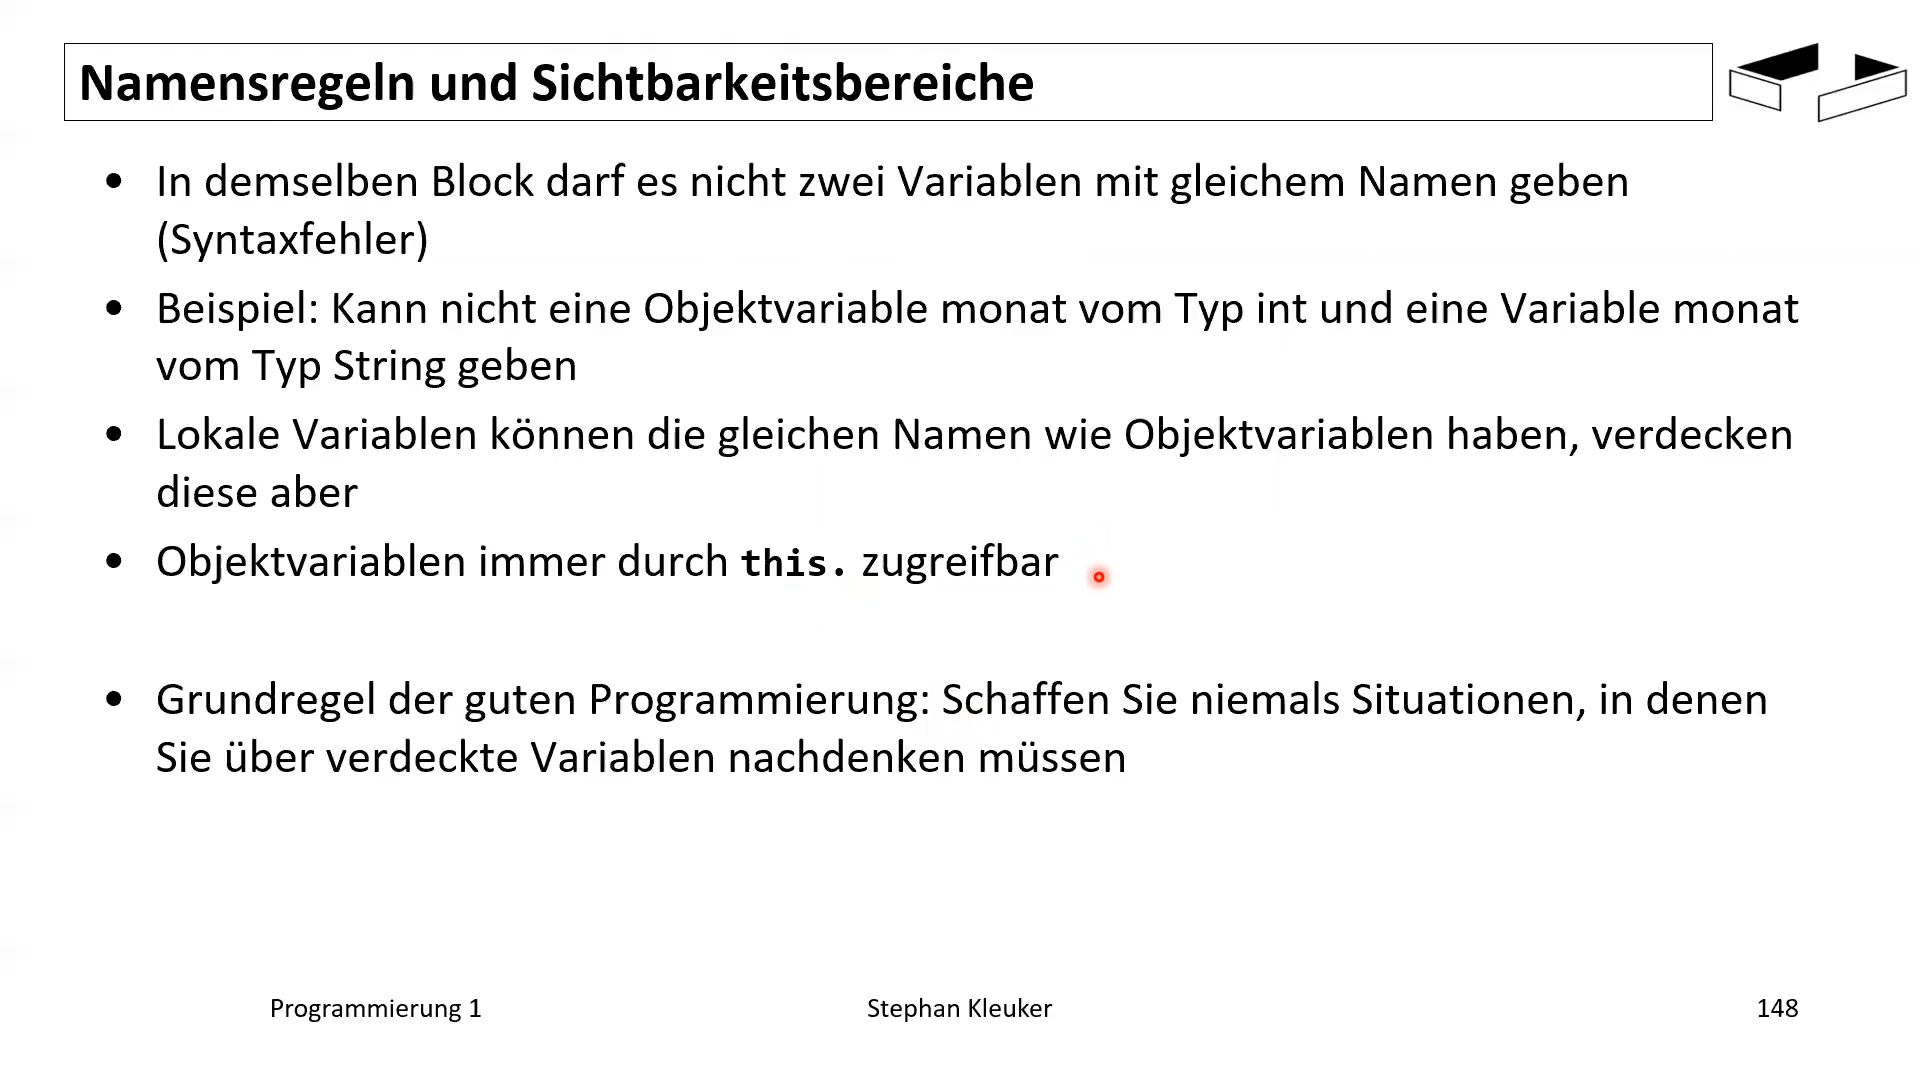 Namensregeln und Sichtbarkeitsbereiche
• In demselben Block darf es nicht zwei Variablen mit gleichem Namen geben
(Syntaxfehler)
• Beispiel: Kann nicht eine Objektvariable monat vom Typ int und eine Variable monat
vom Typ String geben
• Lokale Variablen können die gleichen Namen wie Objektvariablen haben, verdecken
diese aber
• Objektvariablen immer durch this. zugreifbar
• Grundregel der guten Programmierung: Schaffen Sie niemals Situationen, in denen
Sie über verdeckte Variablen nachdenken müssen
Programmierung 1
Stephan Kleuker
148